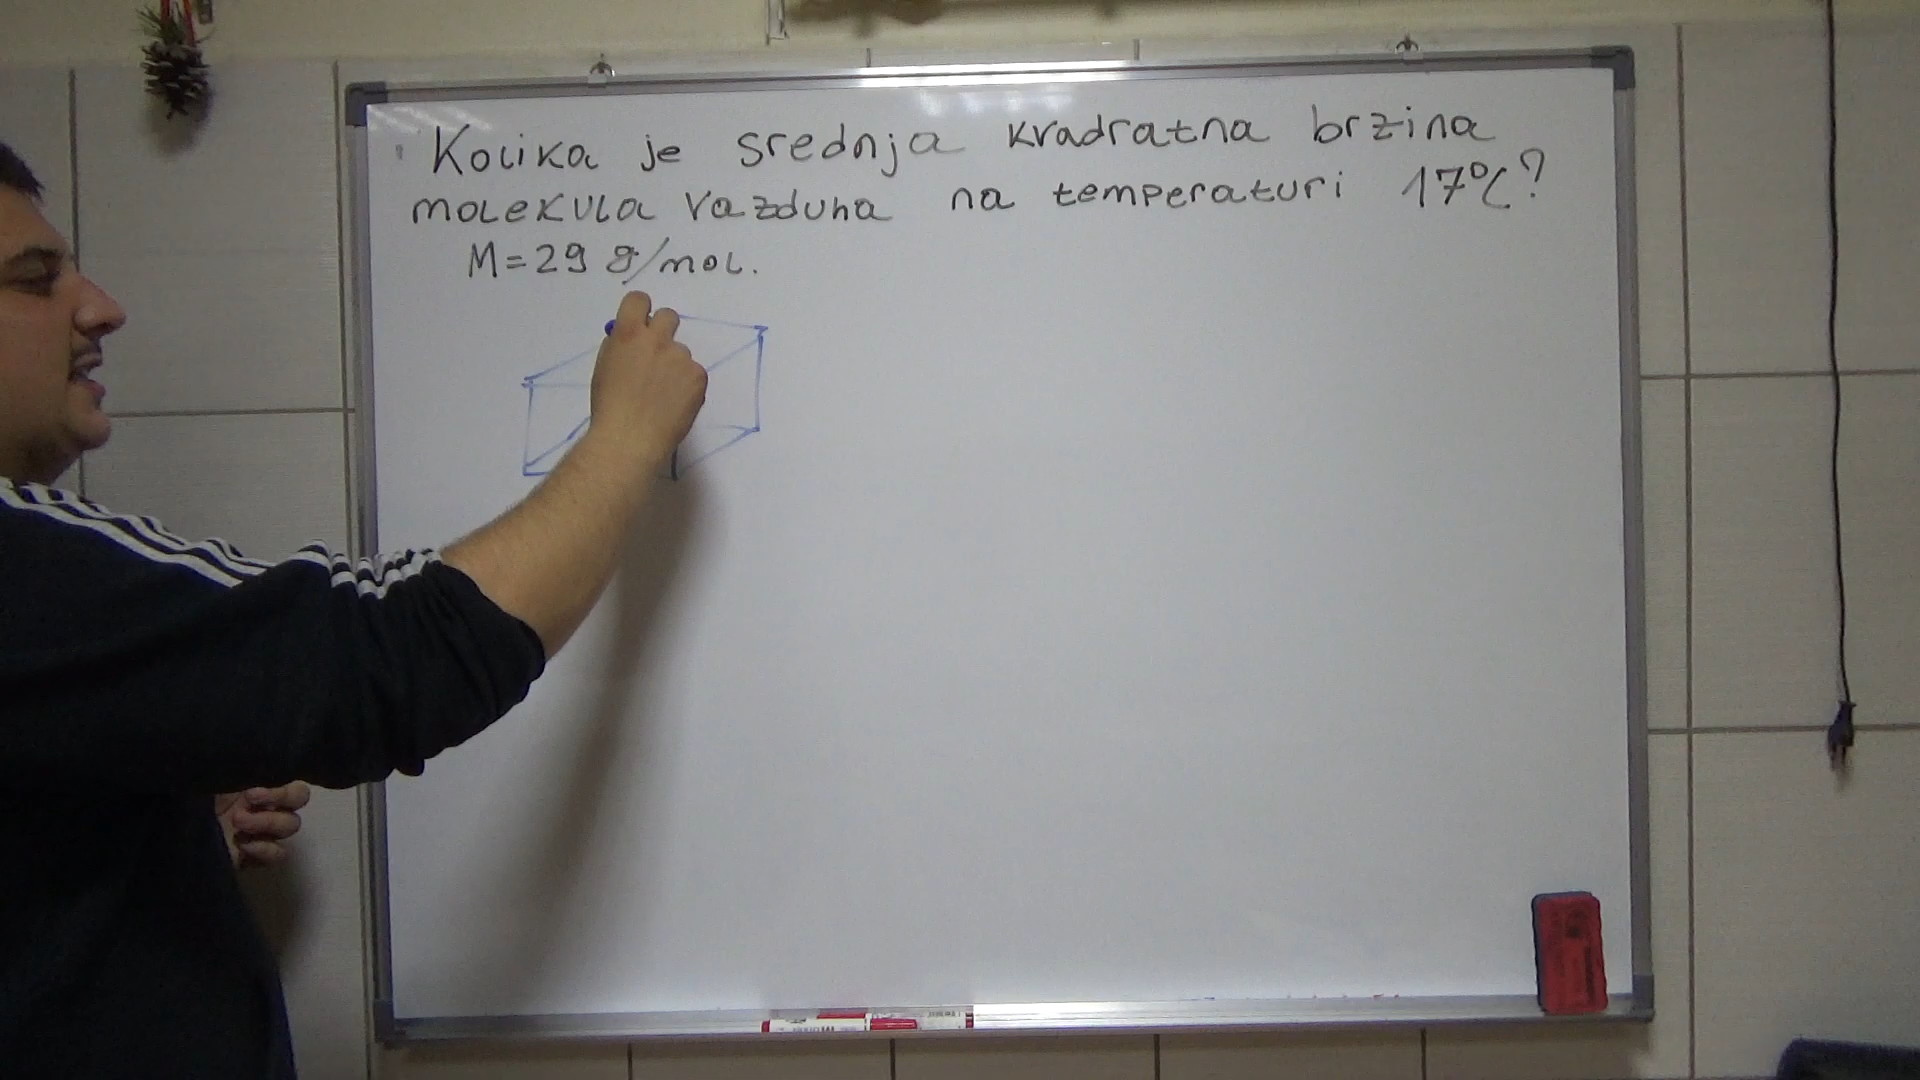 Kolika je srednja kvadratna brzina
molekula vazduha na temperaturi 17°C?
M=29 g/mol.